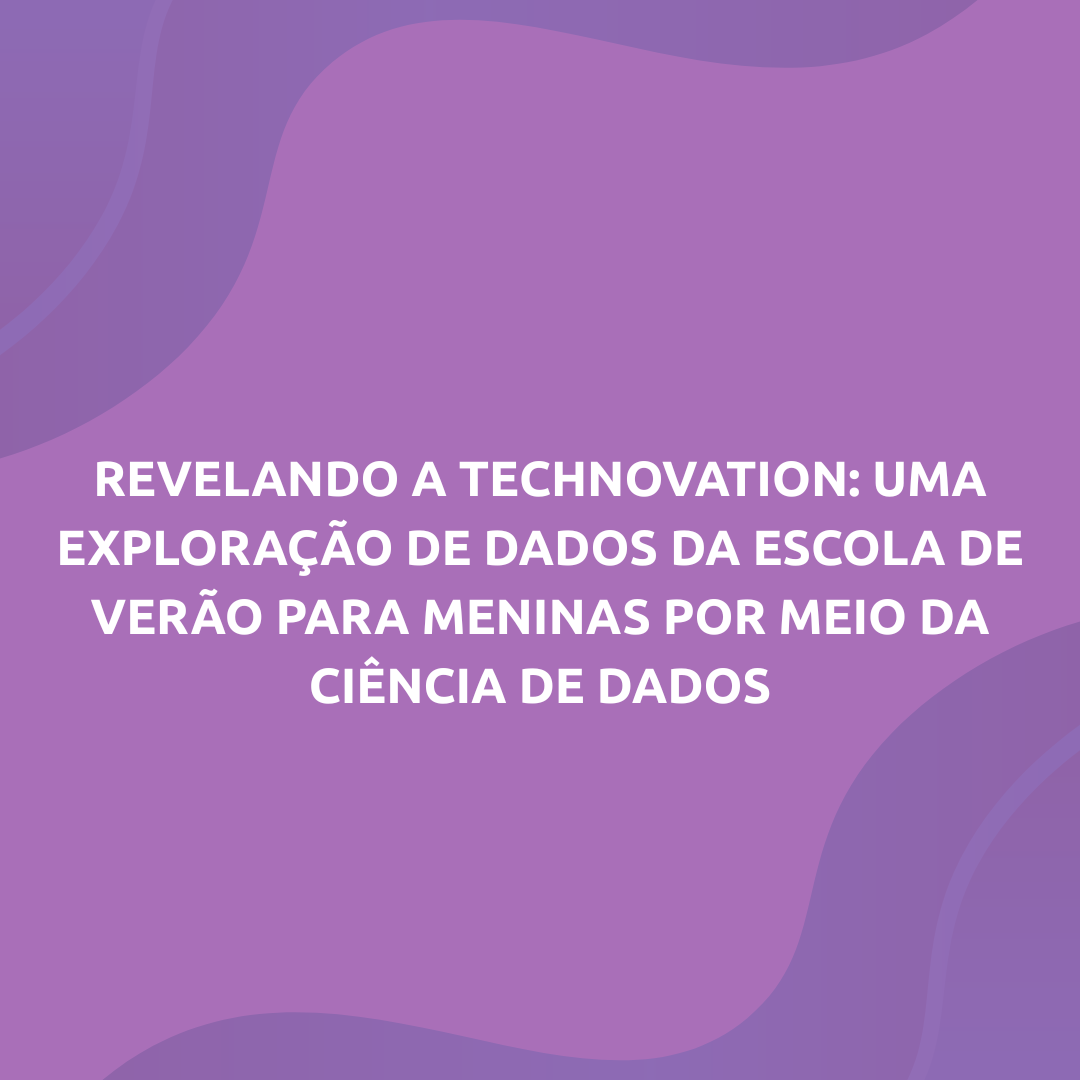 REVELANDO A TECHNOVATION: UMA
EXPLORAÇÃO DE DADOS DA ESCOLA DE
VERÃO PARA MENINAS POR MEIO DA
CIÊNCIA DE DADOS